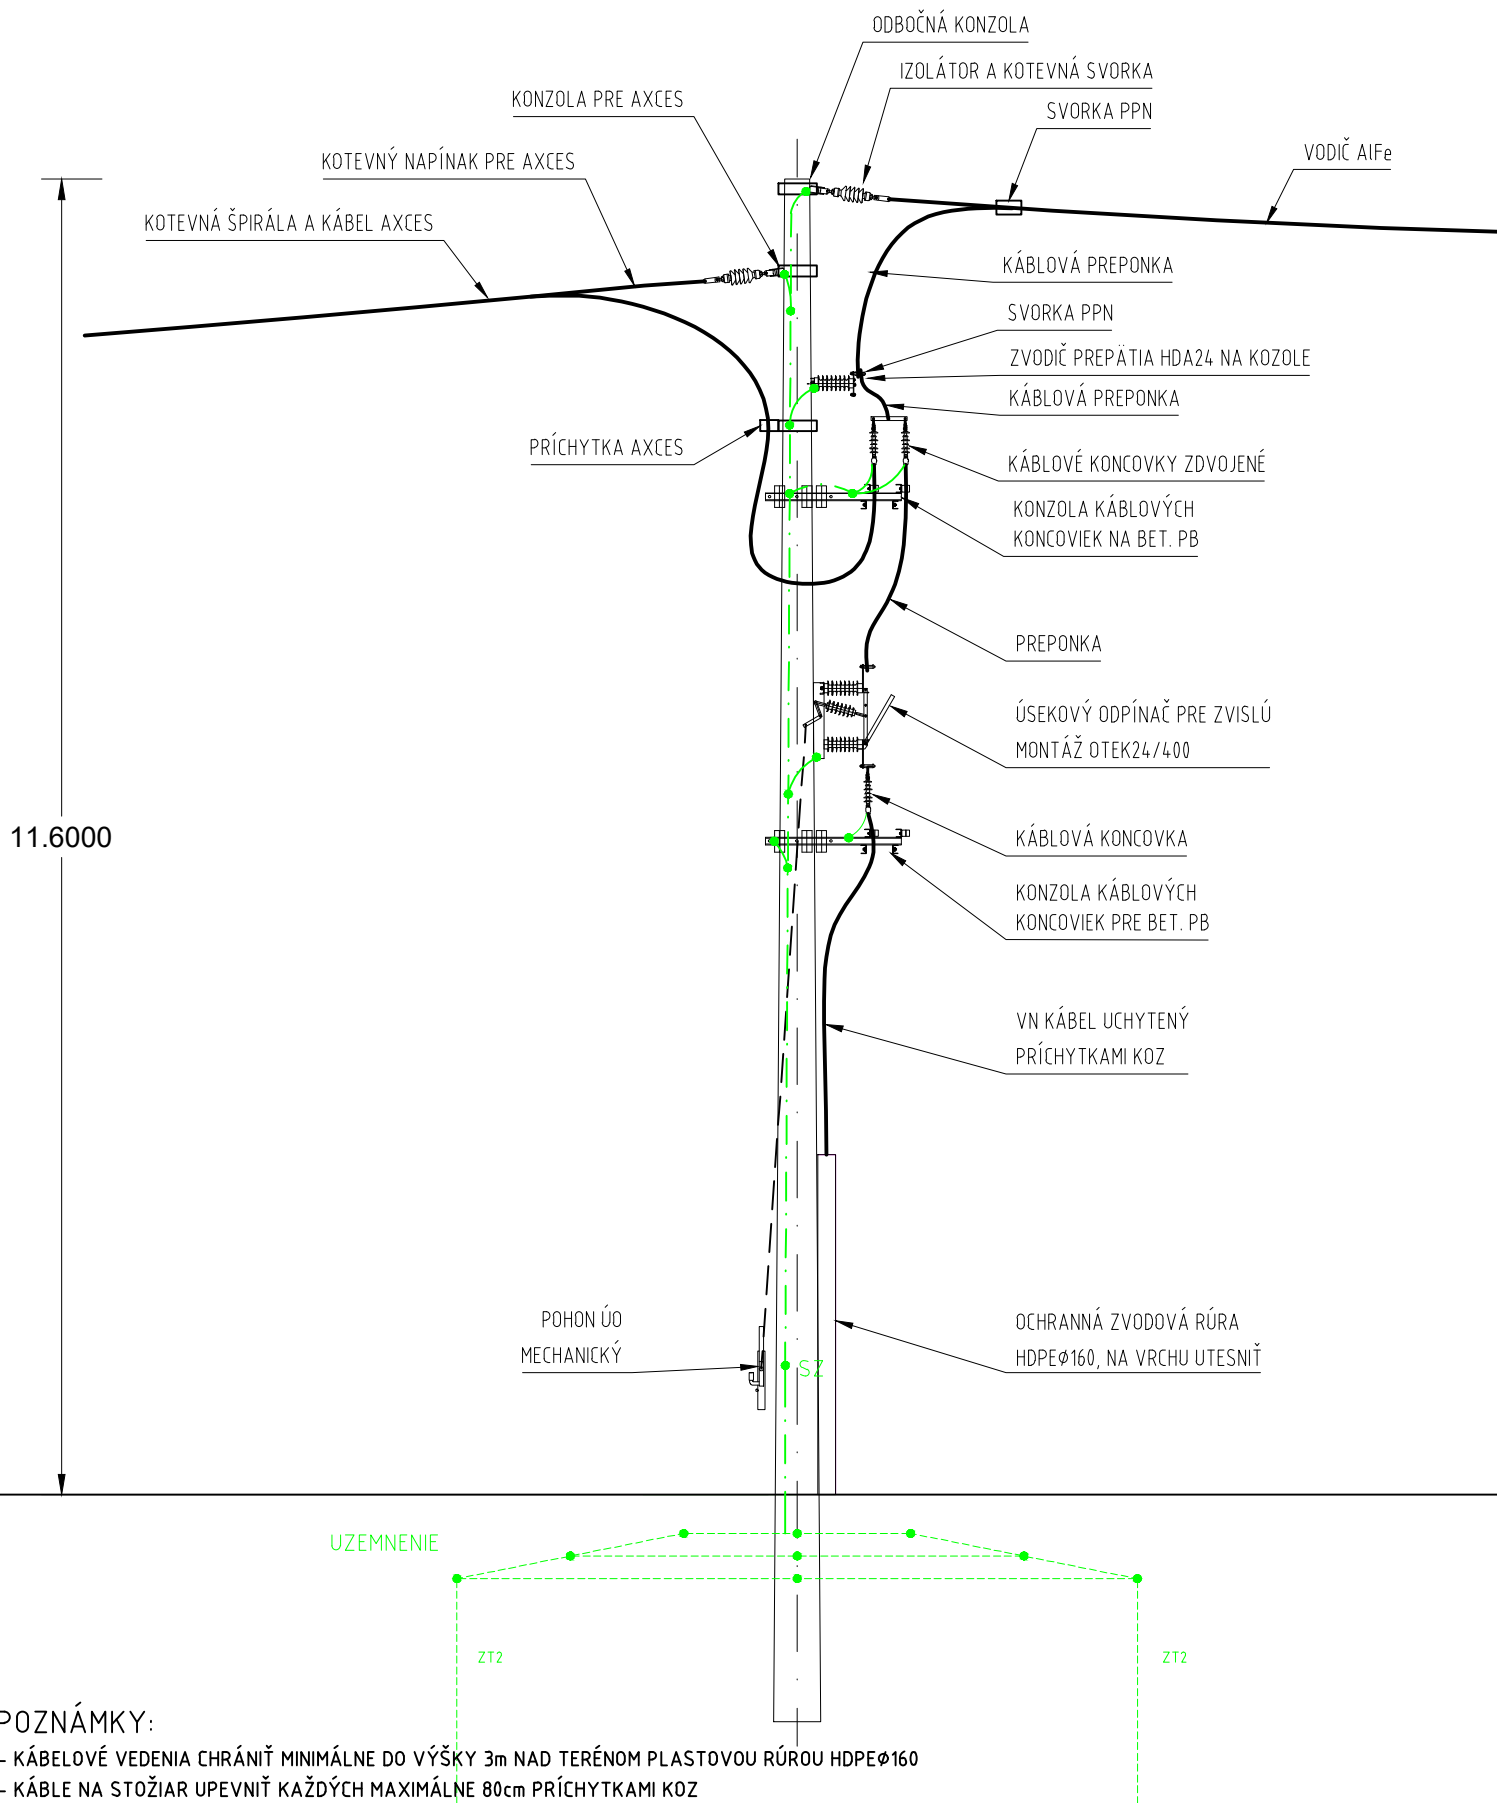 ODBOČNÁ KONZOLA
IZOLÁTOR A KOTEVNÁ SVORKA
KONZOLA PRE AXCES
SVORKA PPN
KOTEVNÝ NAPÍNAK PRE AXCES
VODIČ AlFe
KOTEVNÁ ŠPIRÁLA A KÁBEL AXCES
KÁBLOVÁ PREPONKA
SVORKA PPN
ZVODIČ PREPÄTIA HDA24 NA KOZOLE
KÁBLOVÁ PREPONKA
PRÍCHYTKA AXCES
KÁBLOVÉ KONCOVKY ZDVOJENÉ
KONZOLA KÁBLOVÝCH
KONCOVIEK NA BET. PB
PREPONKA
ÚSEKOVÝ ODPÍNAČ PRE ZVISLÚ
MONTÁŽ OTEK24/400
11.6000
KÁBLOVÁ KONCOVKA
KONZOLA KÁBLOVÝCH
KONCOVIEK PRE BET. PB
VN KÁBEL UCHYTENÝ
PRÍCHYTKAMI KOZ
POHON ÚO
MECHANICKÝ
SZ
OCHRANNÁ ZVODOVÁ RÚRA
HDPEØ160, NA VRCHU UTESNIŤ
UZEMNENIE
ZT2
ZT2
POZNÁMKY:
- KÁBELOVÉ VEDENIA CHRÁNIŤ MINIMÁLNE DO VÝŠKY 3m NAD TERÉNOM PLASTOVOU RÚROU HDPEØ160
- KÁBLE NA STOŽIAR UPEVNIŤ KAŽDÝCH MAXIMÁLNE 80cm PRÍCHYTKAMI KOZ